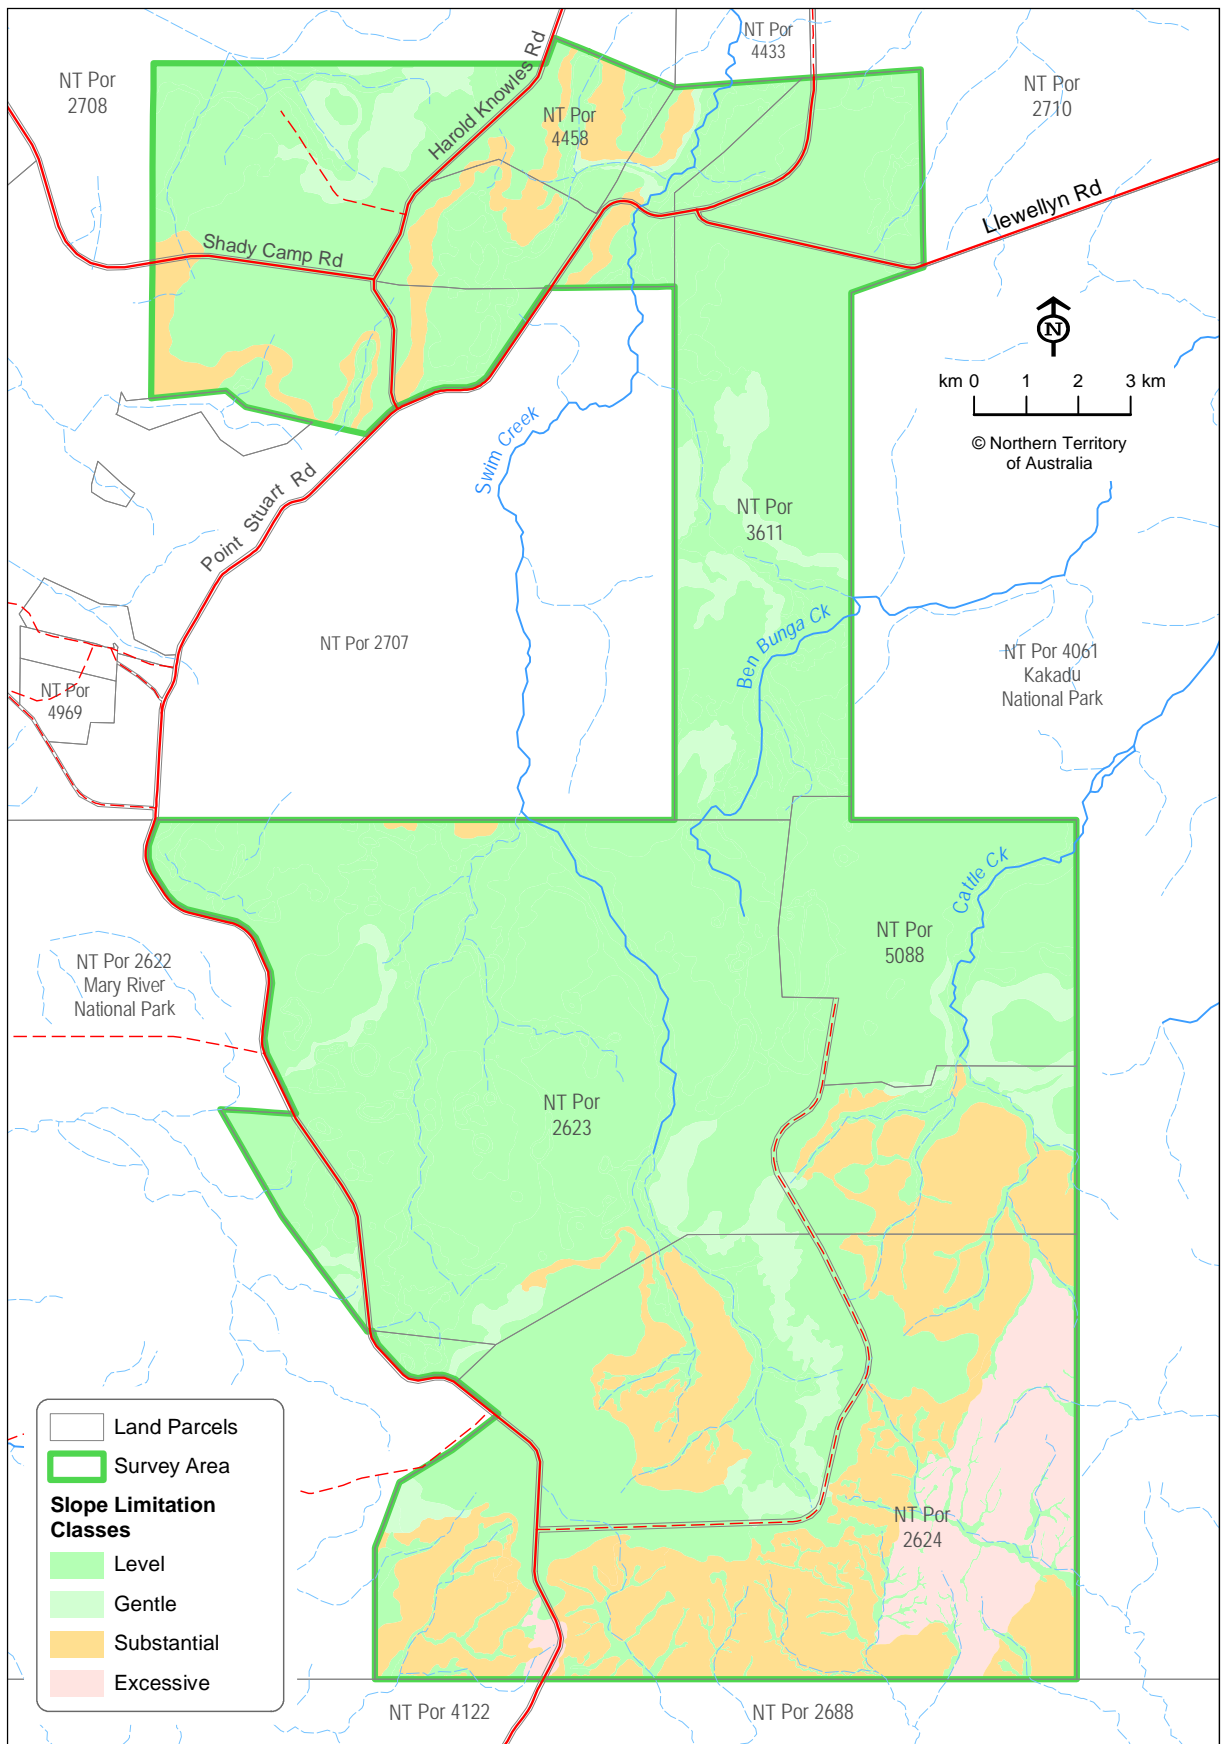 NT Por
4433
NT Por
2708
NT Por
2710
Harold Knowles Rd
NT Por
4458
Llewellyn Rd
Shady Camp Rd
N
km 0 1 2 3 km
© Northern Territory
of Australia
Swim Creek
Point Stuart Rd
NT Por
3611
Ben Bunga Ck
NT Por 2707
NT Por 4061
Kakadu
National Park
NT Por
4969
Cattle Ck
NT Por
5088
NT Por 2622
Mary River
National Park
NT Por
2623
NT Por
2624
Land Parcels
Survey Area
Slope Limitation
Classes
Level
Gentle
Substantial
Excessive
NT Por 4122
NT Por 2688